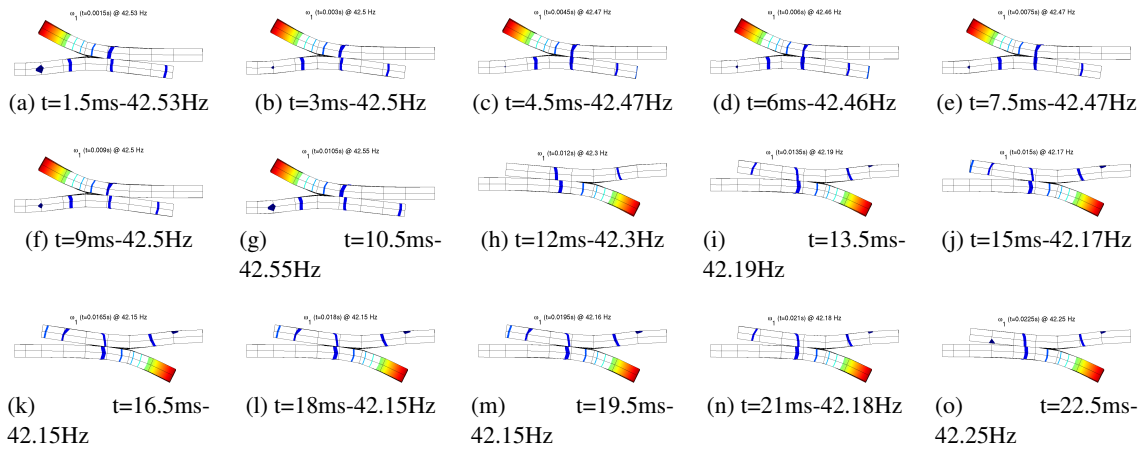 ω1 (t=0.0015s) @ 42.53 Hz
ω1 (t=0.003s) @ 42.5 Hz
ω1 (t=0.0045s) @ 42.47 Hz
ω1 (t=0.006s) @ 42.46 Hz
ω1 (t=0.0075s) @ 42.47 Hz
(a) t=1.5ms-42.53Hz
(b) t=3ms-42.5Hz
(c) t=4.5ms-42.47Hz
(d) t=6ms-42.46Hz
(e) t=7.5ms-42.47Hz
ω1 (t=0.009s) @ 42.5 Hz
ω1 (t=0.0105s) @ 42.55 Hz
ω1 (t=0.012s) @ 42.3 Hz
ω1 (t=0.0135s) @ 42.19 Hz
ω1 (t=0.015s) @ 42.17 Hz
(f) t=9ms-42.5Hz
(g) t=10.5ms-
42.55Hz
(h) t=12ms-42.3Hz
(i) t=13.5ms-
42.19Hz
(j) t=15ms-42.17Hz
ω1 (t=0.0165s) @ 42.15 Hz
ω1 (t=0.018s) @ 42.15 Hz
ω1 (t=0.0195s) @ 42.16 Hz
ω1 (t=0.021s) @ 42.18 Hz
ω1 (t=0.0225s) @ 42.25 Hz
(k) t=16.5ms-
42.15Hz
(l) t=18ms-42.15Hz
(m) t=19.5ms-
42.15Hz
(n) t=21ms-42.18Hz
(o) t=22.5ms-
42.25Hz